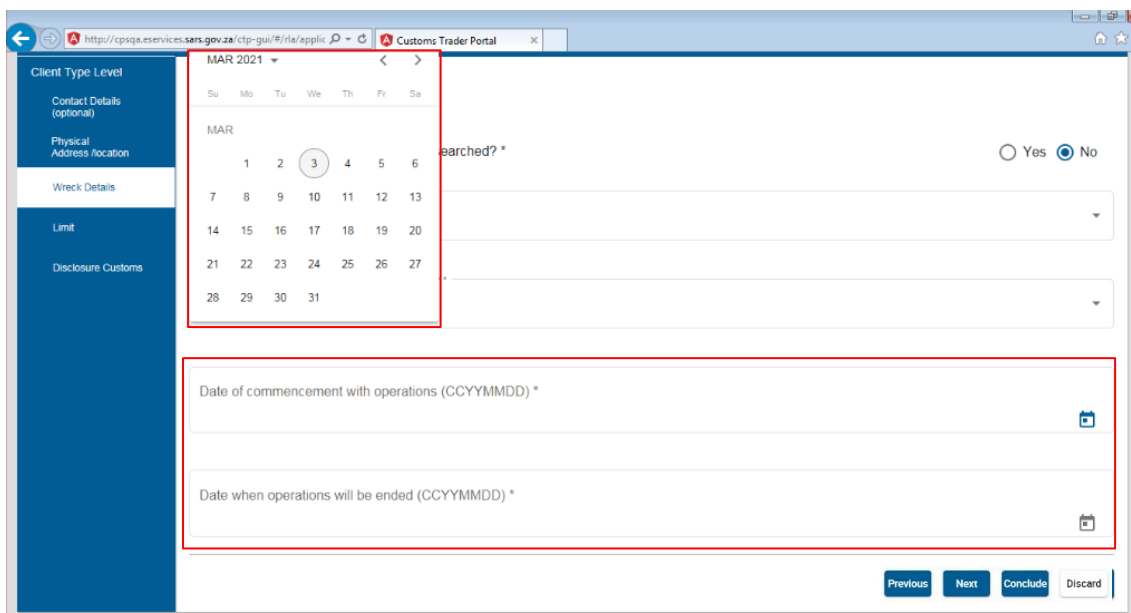 http://cpsqa.eservices.sars.gov.za/ctp-gui/#/rla/applic
Customs Trader Portal
Client Type Level
Contact Details
(optional)
Physical
Address /location
Wreck Details
Limit
Disclosure Customs
MAR 2021
Su Mo Tu We Th Fr Sa
MAR
1 2 3 4 5 6
7 8 9 10 11 12 13
14 15 16 17 18 19 20
21 22 23 24 25 26 27
28 29 30 31
earched? *
Yes No
Date of commencement with operations (CCYYMMDD) *
Date when operations will be ended (CCYYMMDD) *
Previous Next Conclude Discard